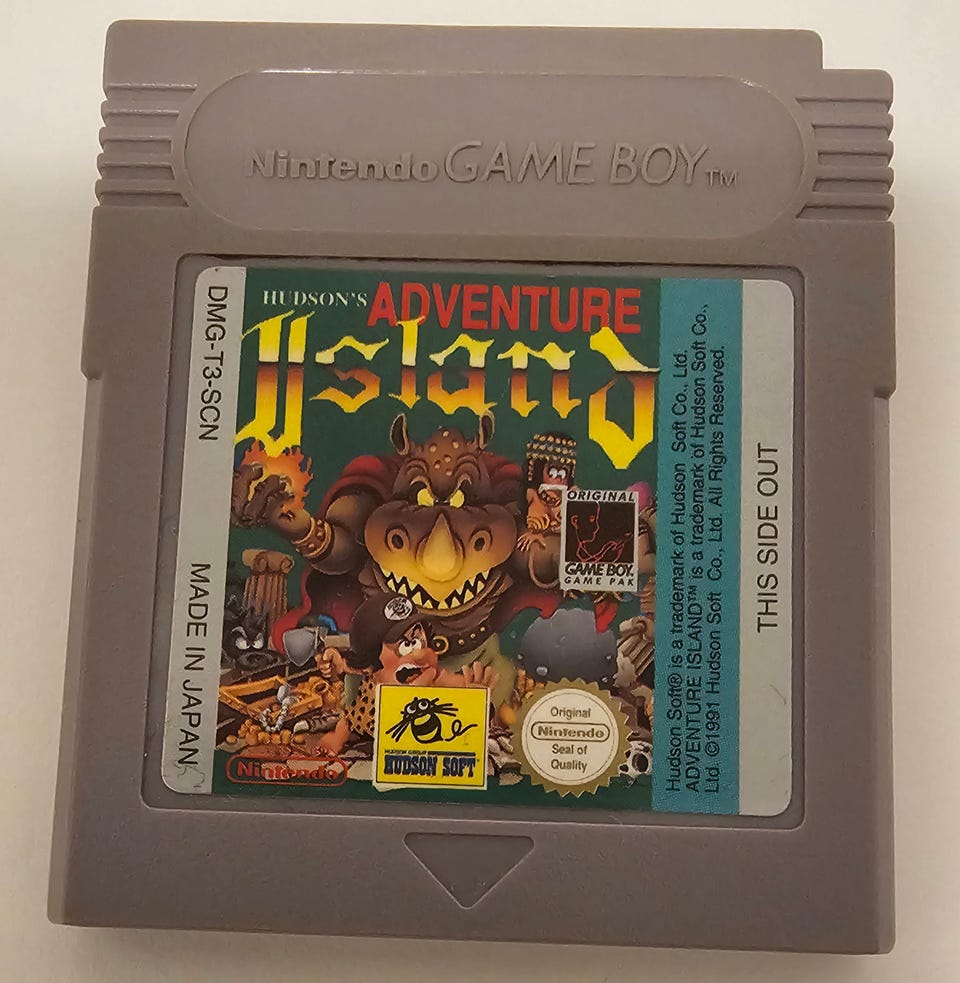 Nintendo GAME BOY™
HUDSON'S ADVENTURE
Island
DMG-T3-SCN
MADE IN JAPAN
ORIGINAL
GAME BOY.
GAME PAK
Nintendo
HUDSON GROUP
HUDSON SOFT
Original
Nintendo
Seal of
Quality
Hudson Soft® is a trademark of Hudson Soft Co., Ltd.
ADVENTURE ISLAND™ is a trademark of Hudson Soft Co.,
Ltd. ©1991 Hudson Soft Co., Ltd. All Rights Reserved.
THIS SIDE OUT